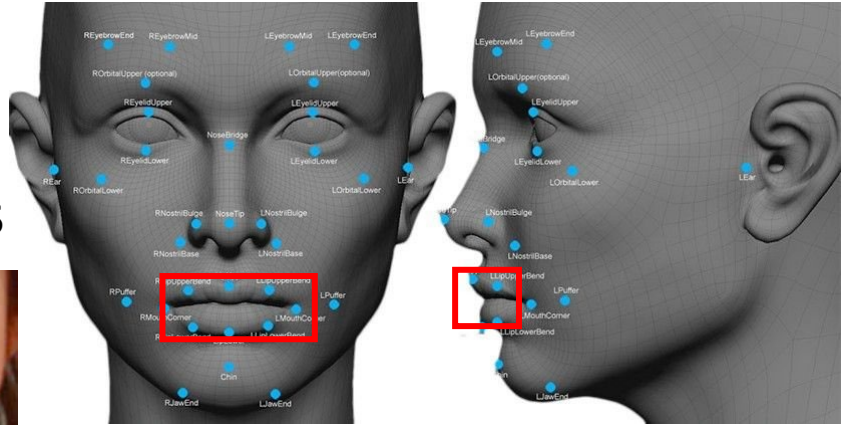 REyebrowEnd
REyebrowMid
LEyebrowMid
LEyebrowEnd
ROrbitalUpper (optional)
LOrbitalUpper(optional)
REyelidUpper
LEyelidUpper
NoseBridge
REyelidLower
LEyelidLower
REar
ROrbitalLower
LOrbitalLower
LEar
RNostrilBulge
NoseTip
LNostrilBulge
RNostrilBase
LNostrilBase
RPuffer
LPuffer
RMouthCorner
LMouthCorner
Chin
RJawEnd
LJawEnd
LEyebrowMid
LEyebrowEnd
LOrbitalUpper(optional)
LEyelidUpper
LEyelidLower
LOrbitalLower
LEar
LNostrilBulge
LNostrilBase
LLipUpperBend
LPuffer
LMouthCorner
LLipLowerBend
LJawEnd